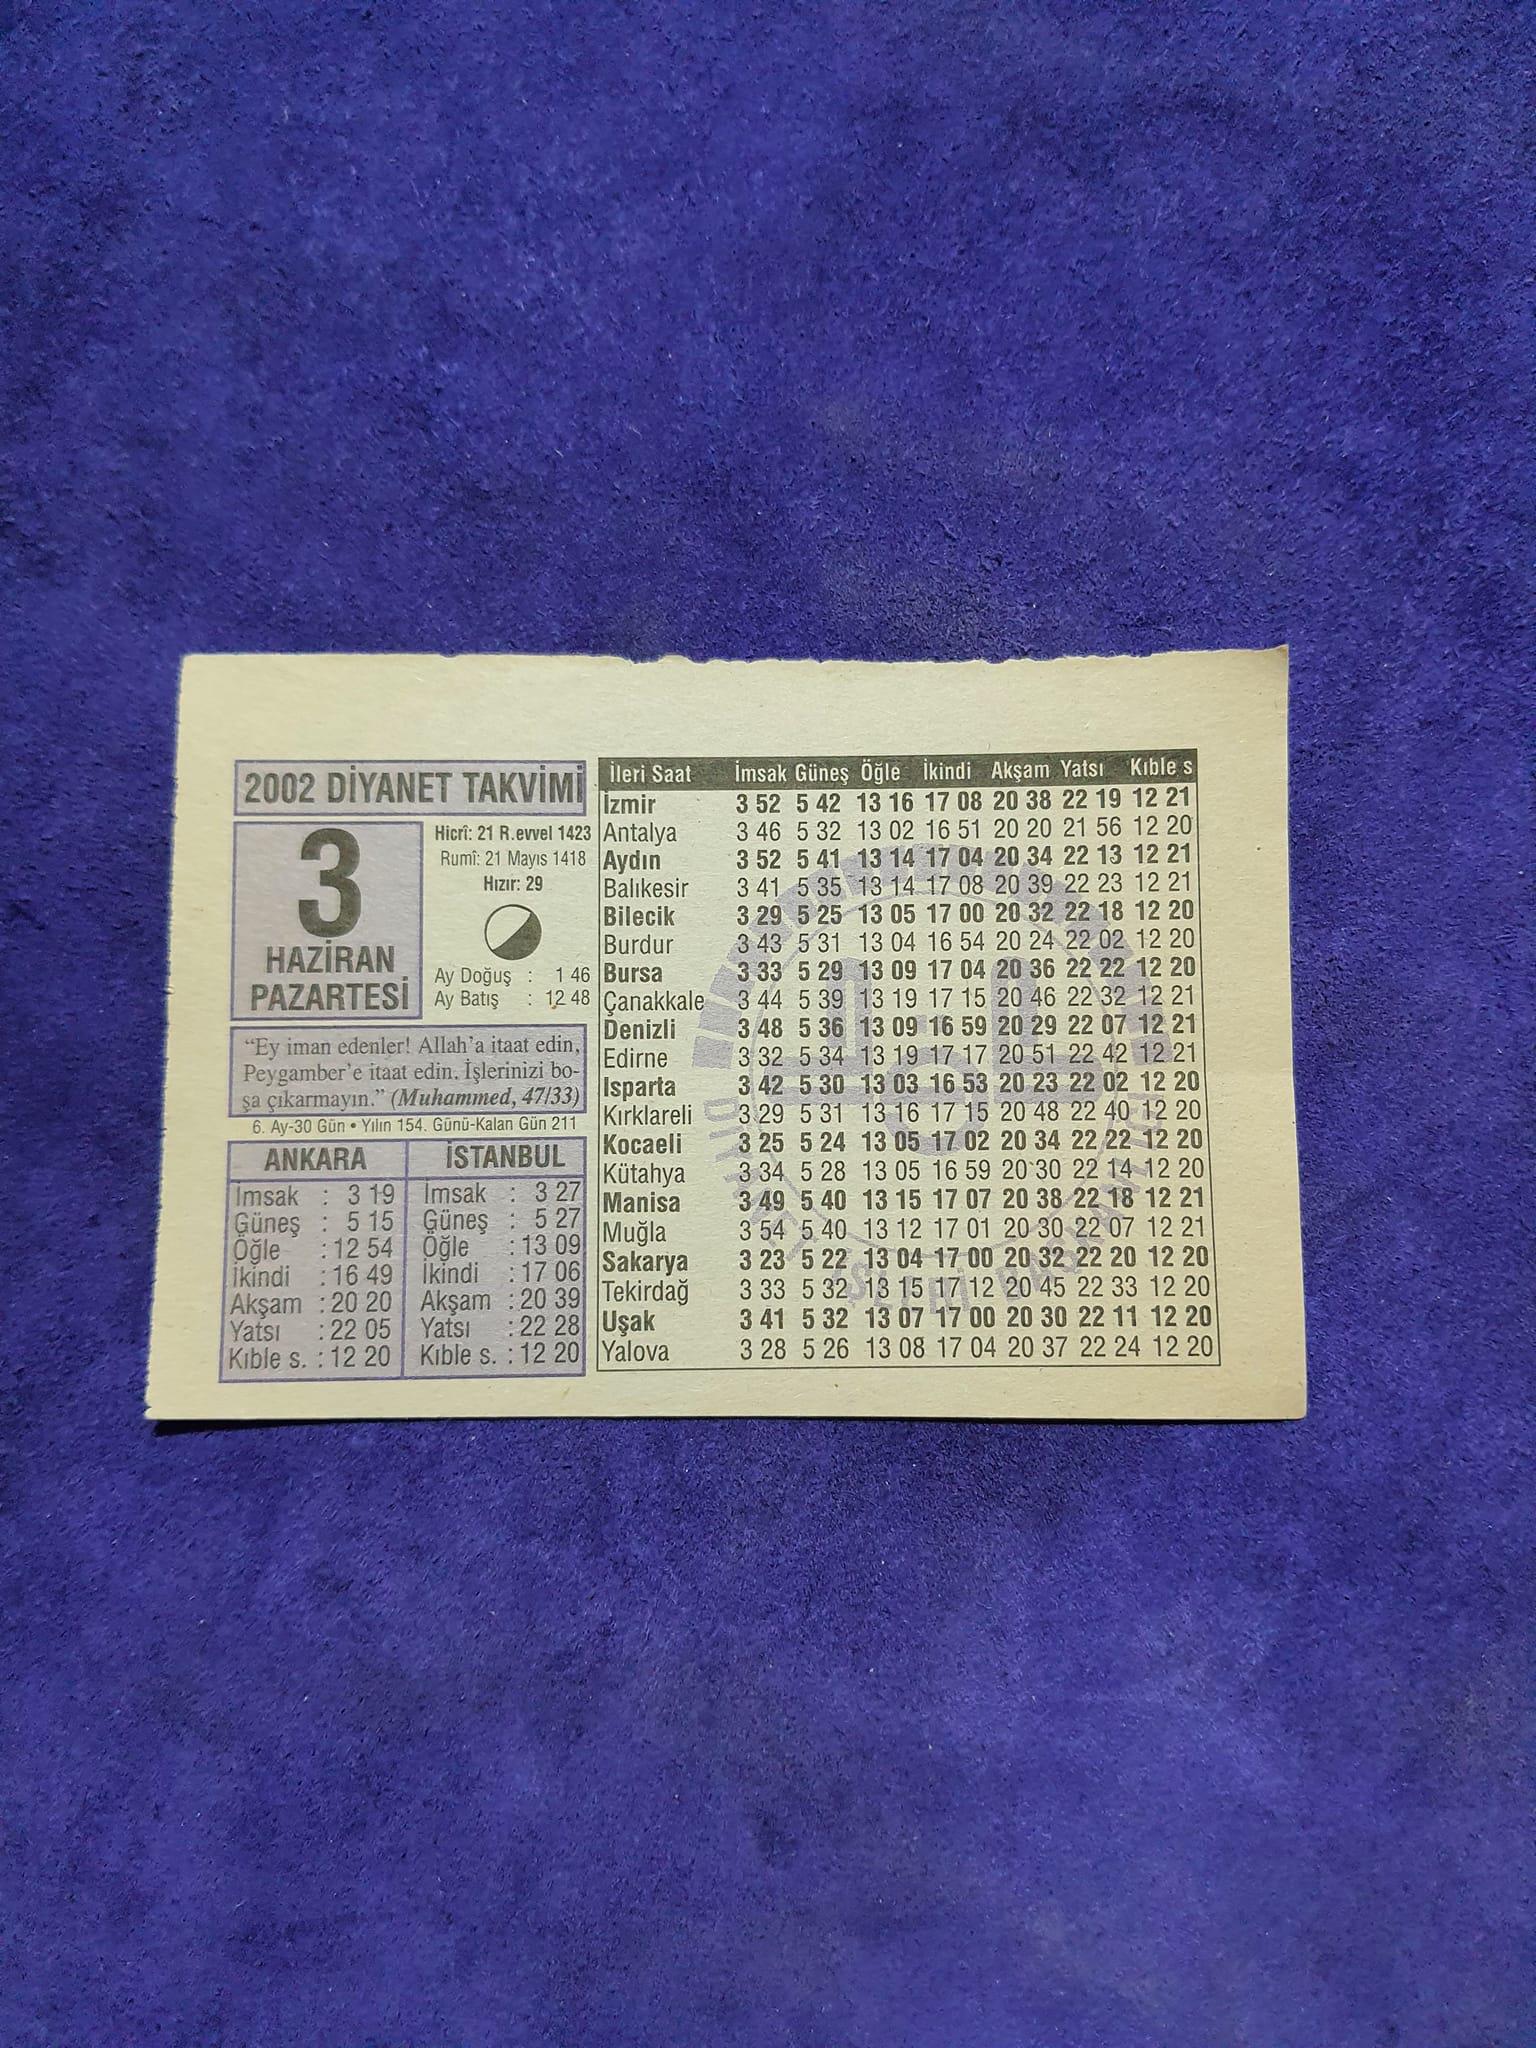 2002 DİYANET TAKVİMİ
3
HAZİRAN
PAZARTESİ
Hicrî: 21 R.evvel 1423
Rumî: 21 Mayıs 1418
Hızır: 29
Ay Doğuş : 1 46
Ay Batış : 12 48
“Ey iman edenler! Allah’a itaat edin,
Peygamber’e itaat edin. İşlerinizi bo-
şa çıkarmayın.” (Muhammed, 47/33)
6. Ay-30 Gün • Yılın 154. Günü-Kalan Gün 211
ANKARA
İmsak : 3 19
Güneş : 5 15
Öğle : 12 54
İkindi : 16 49
Akşam : 20 20
Yatsı : 22 05
Kıble s. : 12 20
İSTANBUL
İmsak : 3 27
Güneş : 5 27
Öğle : 13 09
İkindi : 17 06
Akşam : 20 39
Yatsı : 22 28
Kıble s. : 12 20
İleri Saat İmsak Güneş Öğle İkindi Akşam Yatsı Kıble s
İzmir 3 52 5 42 13 16 17 08 20 38 22 19 12 21
Antalya 3 46 5 32 13 02 16 51 20 20 21 56 12 20
Aydın 3 52 5 41 13 14 17 04 20 34 22 13 12 21
Balıkesir 3 41 5 35 13 14 17 08 20 39 22 23 12 21
Bilecik 3 29 5 25 13 05 17 00 20 32 22 18 12 20
Burdur 3 43 5 31 13 04 16 54 20 24 22 02 12 20
Bursa 3 33 5 29 13 09 17 04 20 36 22 22 12 20
Çanakkale 3 44 5 39 13 19 17 15 20 46 22 32 12 21
Denizli 3 48 5 36 13 09 16 59 20 29 22 07 12 21
Edirne 3 32 5 34 13 19 17 17 20 51 22 42 12 21
Isparta 3 42 5 30 13 03 16 53 20 23 22 02 12 20
Kırklareli 3 29 5 31 13 16 17 15 20 48 22 40 12 20
Kocaeli 3 25 5 24 13 05 17 02 20 34 22 22 12 20
Kütahya 3 34 5 28 13 05 16 59 20 30 22 14 12 20
Manisa 3 49 5 40 13 15 17 07 20 38 22 18 12 21
Muğla 3 54 5 40 13 12 17 01 20 30 22 07 12 21
Sakarya 3 23 5 22 13 04 17 00 20 32 22 20 12 20
Tekirdağ 3 33 5 32 13 15 17 12 20 45 22 33 12 20
Uşak 3 41 5 32 13 07 17 00 20 30 22 11 12 20
Yalova 3 28 5 26 13 08 17 04 20 37 22 24 12 20